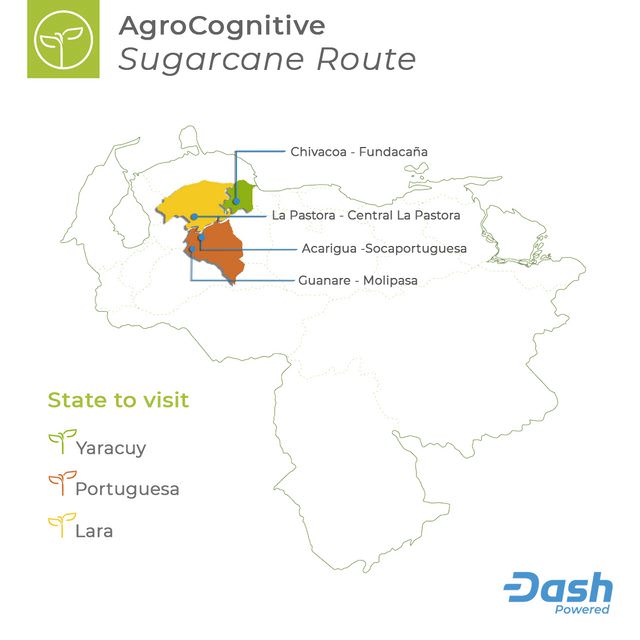 AgroCognitive
Sugarcane Route
Chivacoa - Fundacaña
La Pastora - Central La Pastora
Acarigua -Socaportuguesa
Guanare - Molipasa
State to visit
Yaracuy
Portuguesa
Lara
Dash
Powered